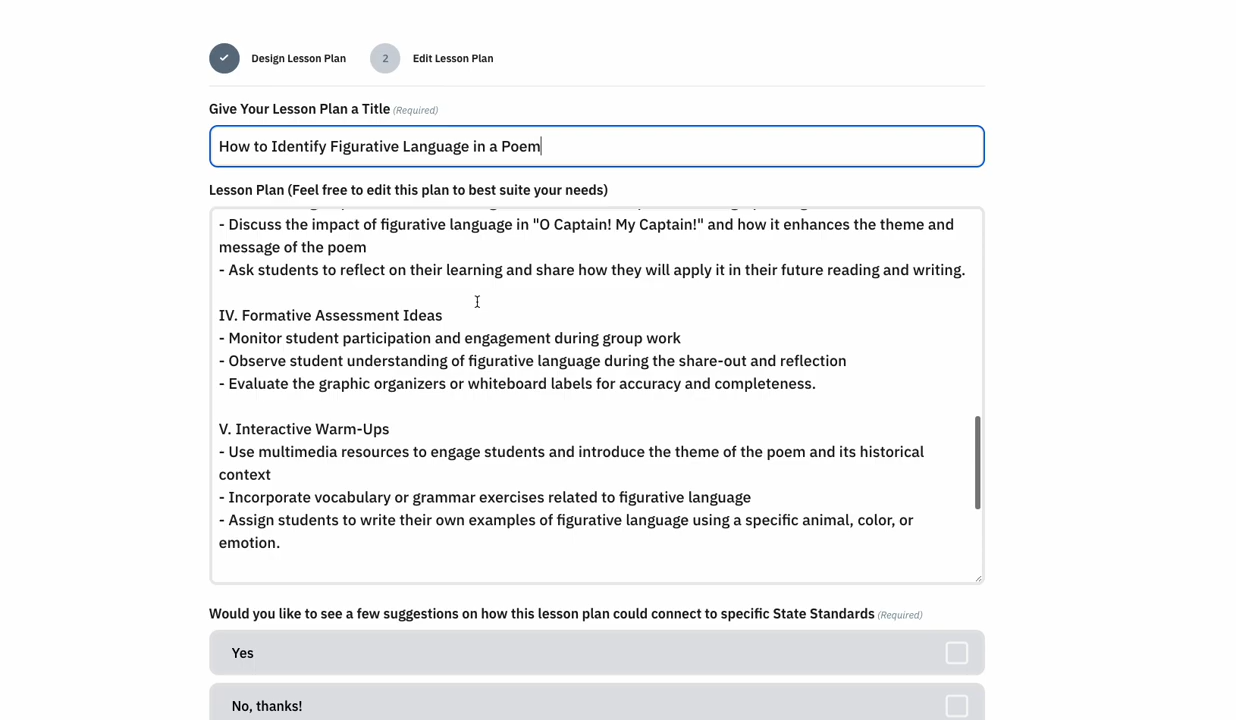 Design Lesson Plan
2
Edit Lesson Plan
Give Your Lesson Plan a Title (Required)
How to Identify Figurative Language in a Poem
Lesson Plan (Feel free to edit this plan to best suite your needs)
- Discuss the impact of figurative language in "O Captain! My Captain!" and how it enhances the theme and
message of the poem
- Ask students to reflect on their learning and share how they will apply it in their future reading and writing.
IV. Formative Assessment Ideas
- Monitor student participation and engagement during group work
- Observe student understanding of figurative language during the share-out and reflection
- Evaluate the graphic organizers or whiteboard labels for accuracy and completeness.
V. Interactive Warm-Ups
- Use multimedia resources to engage students and introduce the theme of the poem and its historical
context
- Incorporate vocabulary or grammar exercises related to figurative language
- Assign students to write their own examples of figurative language using a specific animal, color, or
emotion.
Would you like to see a few suggestions on how this lesson plan could connect to specific State Standards (Required)
Yes
No, thanks!